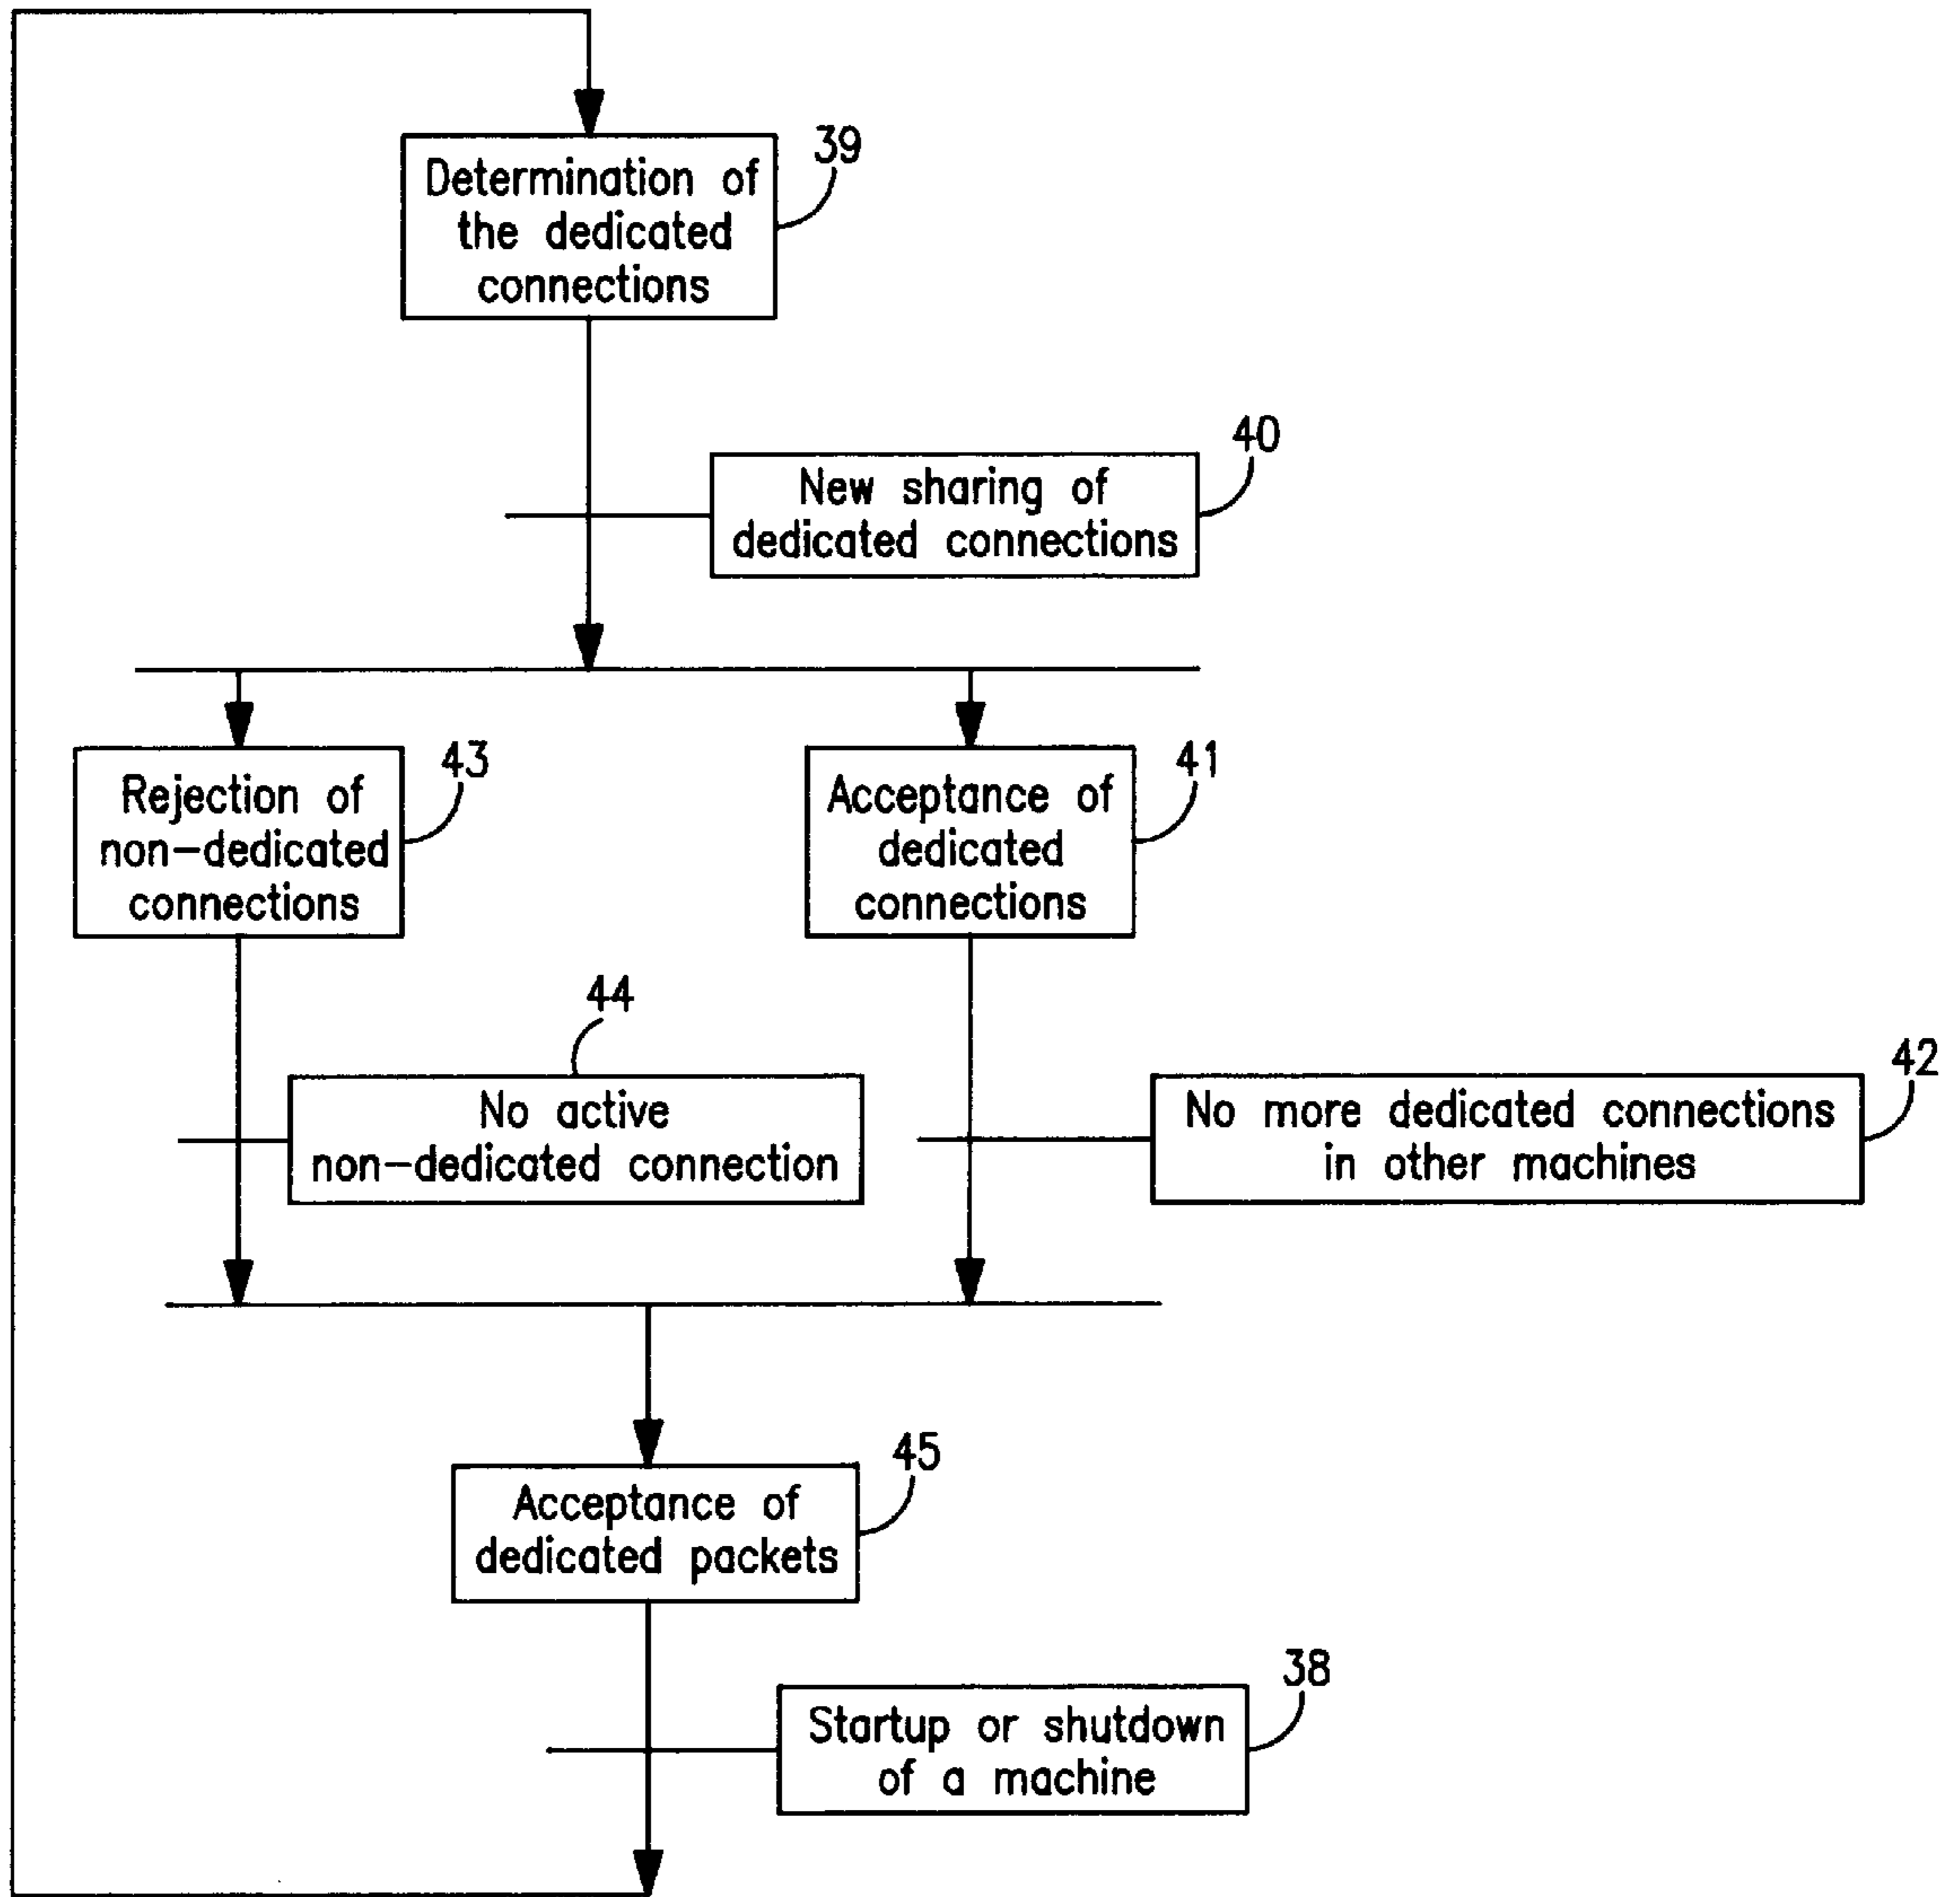 39
Determination of
the dedicated
connections
40
New sharing of
dedicated connections
43
Rejection of
non-dedicated
connections
41
Acceptance of
dedicated
connections
44
No active
non-dedicated connection
42
No more dedicated connections
in other machines
45
Acceptance of
dedicated packets
38
Startup or shutdown
of a machine